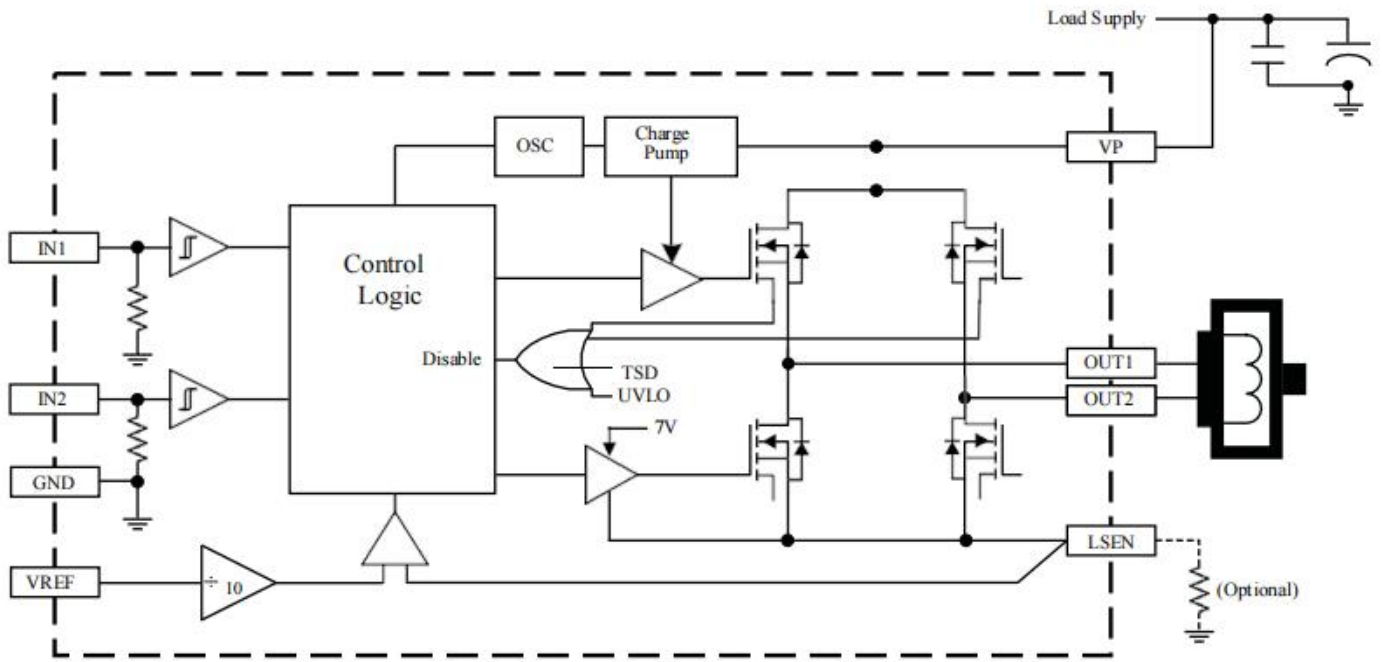 Load Supply
OSC
Charge
Pump
VP
IN1
Control
Logic
Disable
TSD
UVLO
OUT1
IN2
OUT2
7V
GND
LSEN
VREF
÷ 10
(Optional)